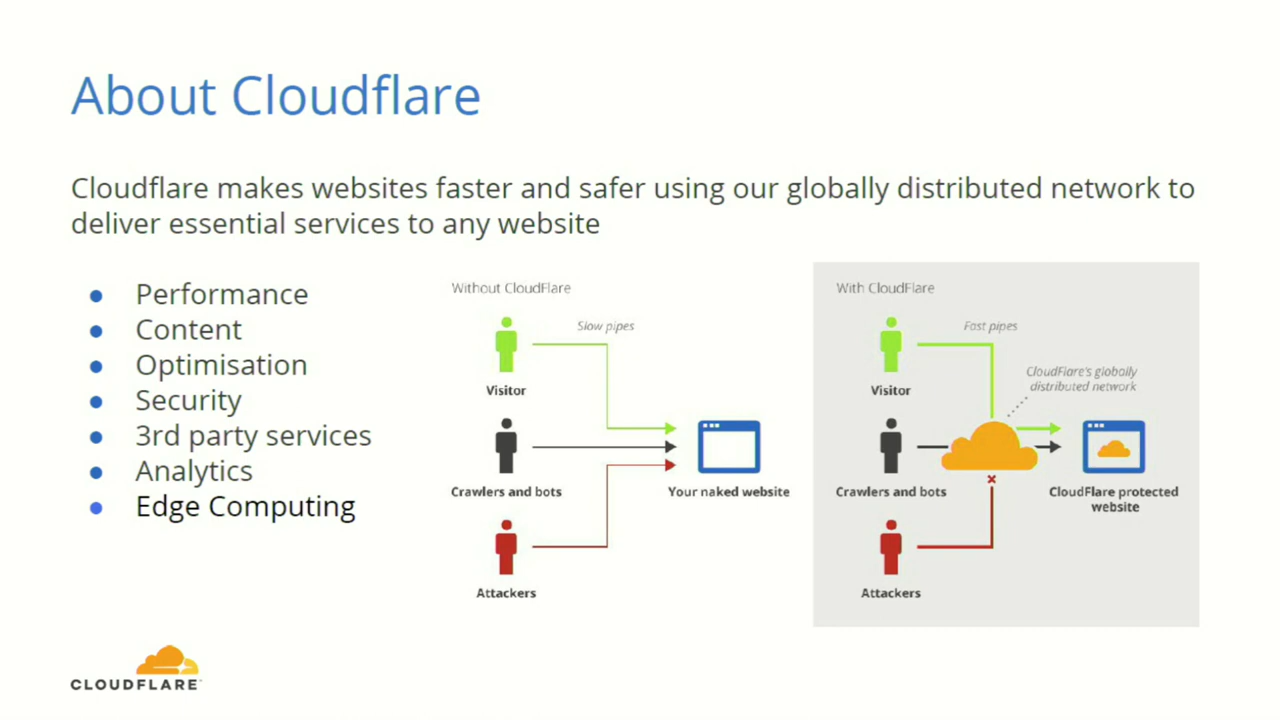 About Cloudflare
Cloudflare makes websites faster and safer using our globally distributed network to
deliver essential services to any website
● Performance
● Content
● Optimisation
● Security
● 3rd party services
● Analytics
● Edge Computing
Without CloudFlare
Slow pipes
Visitor
Crawlers and bots
Your naked website
Attackers
With CloudFlare
Fast pipes
CloudFlare's globally
distributed network
Visitor
Crawlers and bots
CloudFlare protected
website
Attackers
CLOUDFLARE